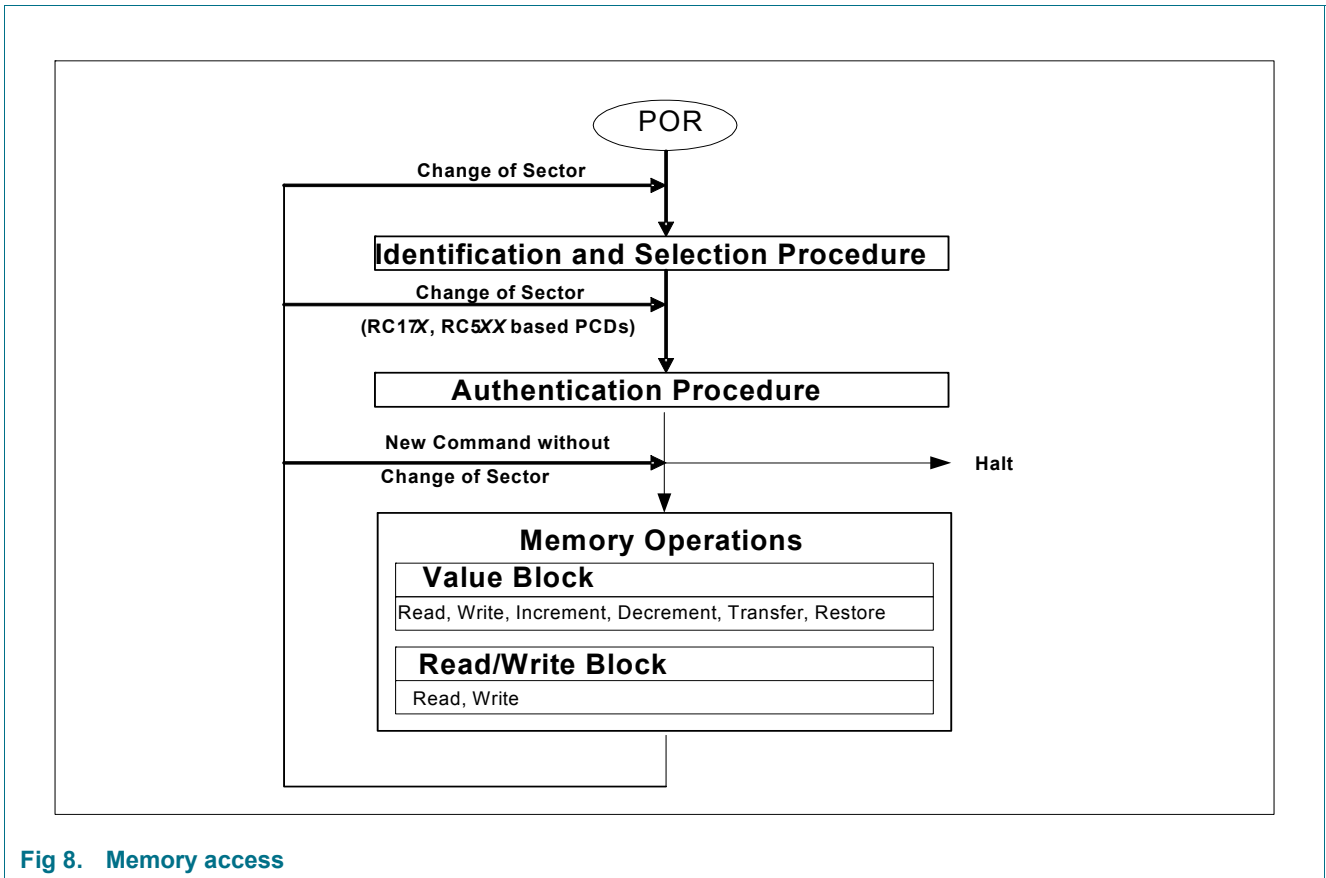 POR
Change of Sector
Identification and Selection Procedure
Change of Sector
(RC17X, RC5XX based PCDs)
Authentication Procedure
New Command without
Change of Sector
Halt
Memory Operations
Value Block
Read, Write, Increment, Decrement, Transfer, Restore
Read/Write Block
Read, Write
Fig 8. Memory access